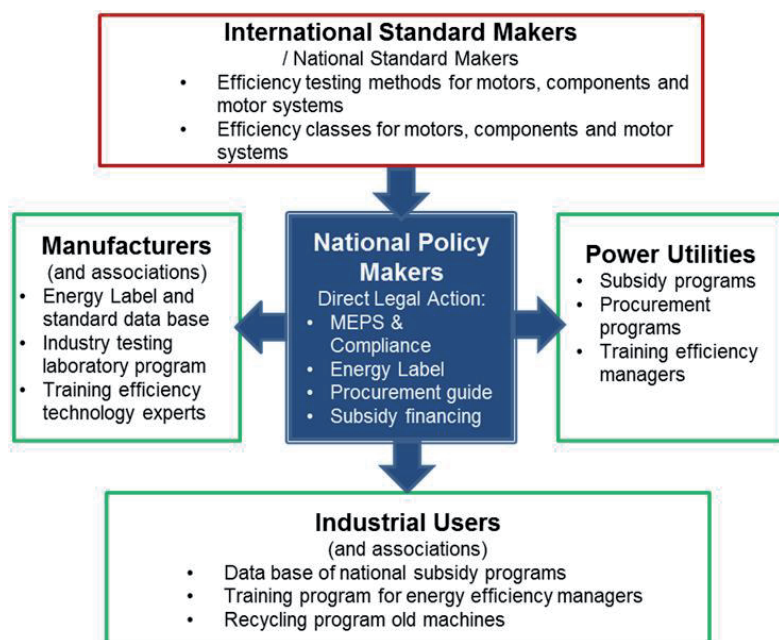 International Standard Makers
/ National Standard Makers
• Efficiency testing methods for motors, components and
motor systems
• Efficiency classes for motors, components and motor
systems
Manufacturers
(and associations)
• Energy Label and
standard data base
• Industry testing
laboratory program
• Training efficiency
technology experts
National Policy
Makers
Direct Legal Action:
• MEPS &
Compliance
• Energy Label
• Procurement guide
• Subsidy financing
Power Utilities
• Subsidy programs
• Procurement
programs
• Training efficiency
managers
Industrial Users
(and associations)
• Data base of national subsidy programs
• Training program for energy efficiency managers
• Recycling program old machines